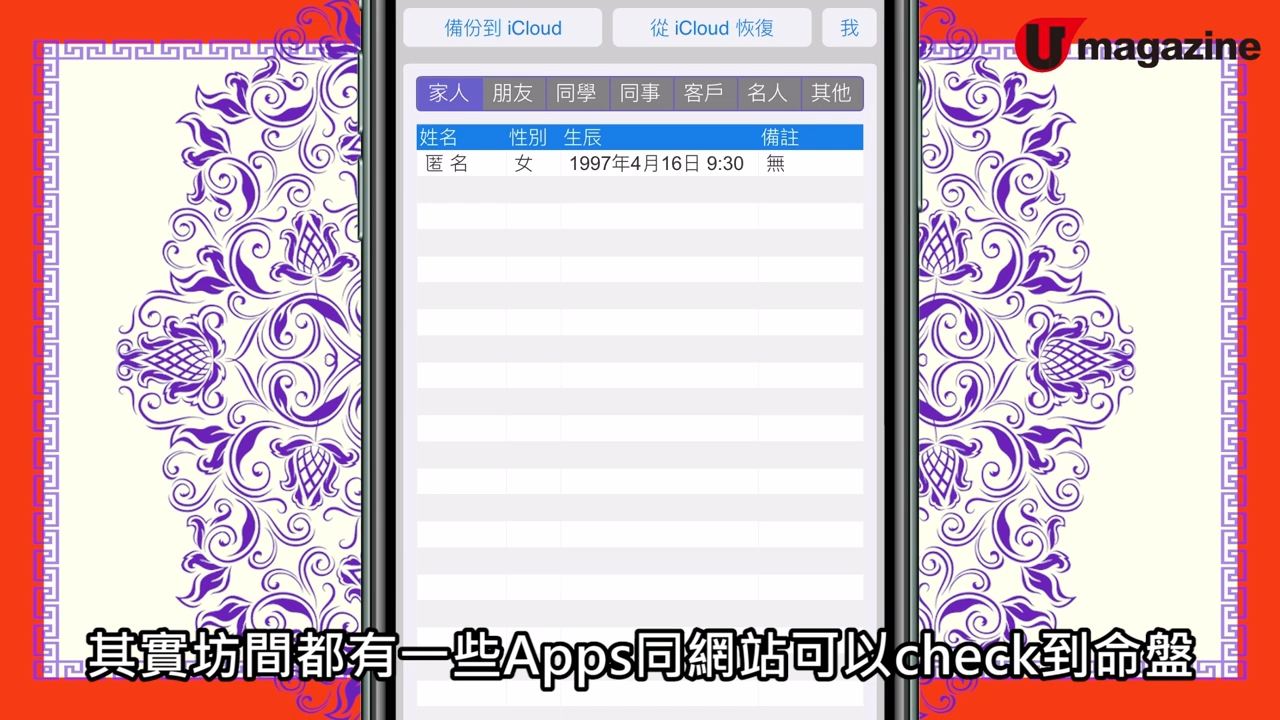 備份到 iCloud
從 iCloud 恢復
我
U magazine
家人 朋友 同學 同事 客戶 名人 其他
姓名 性別 生辰 備註
匿名 女 1997年4月16日 9:30 無
其實坊間都有一些Apps同網站可以check到命盤